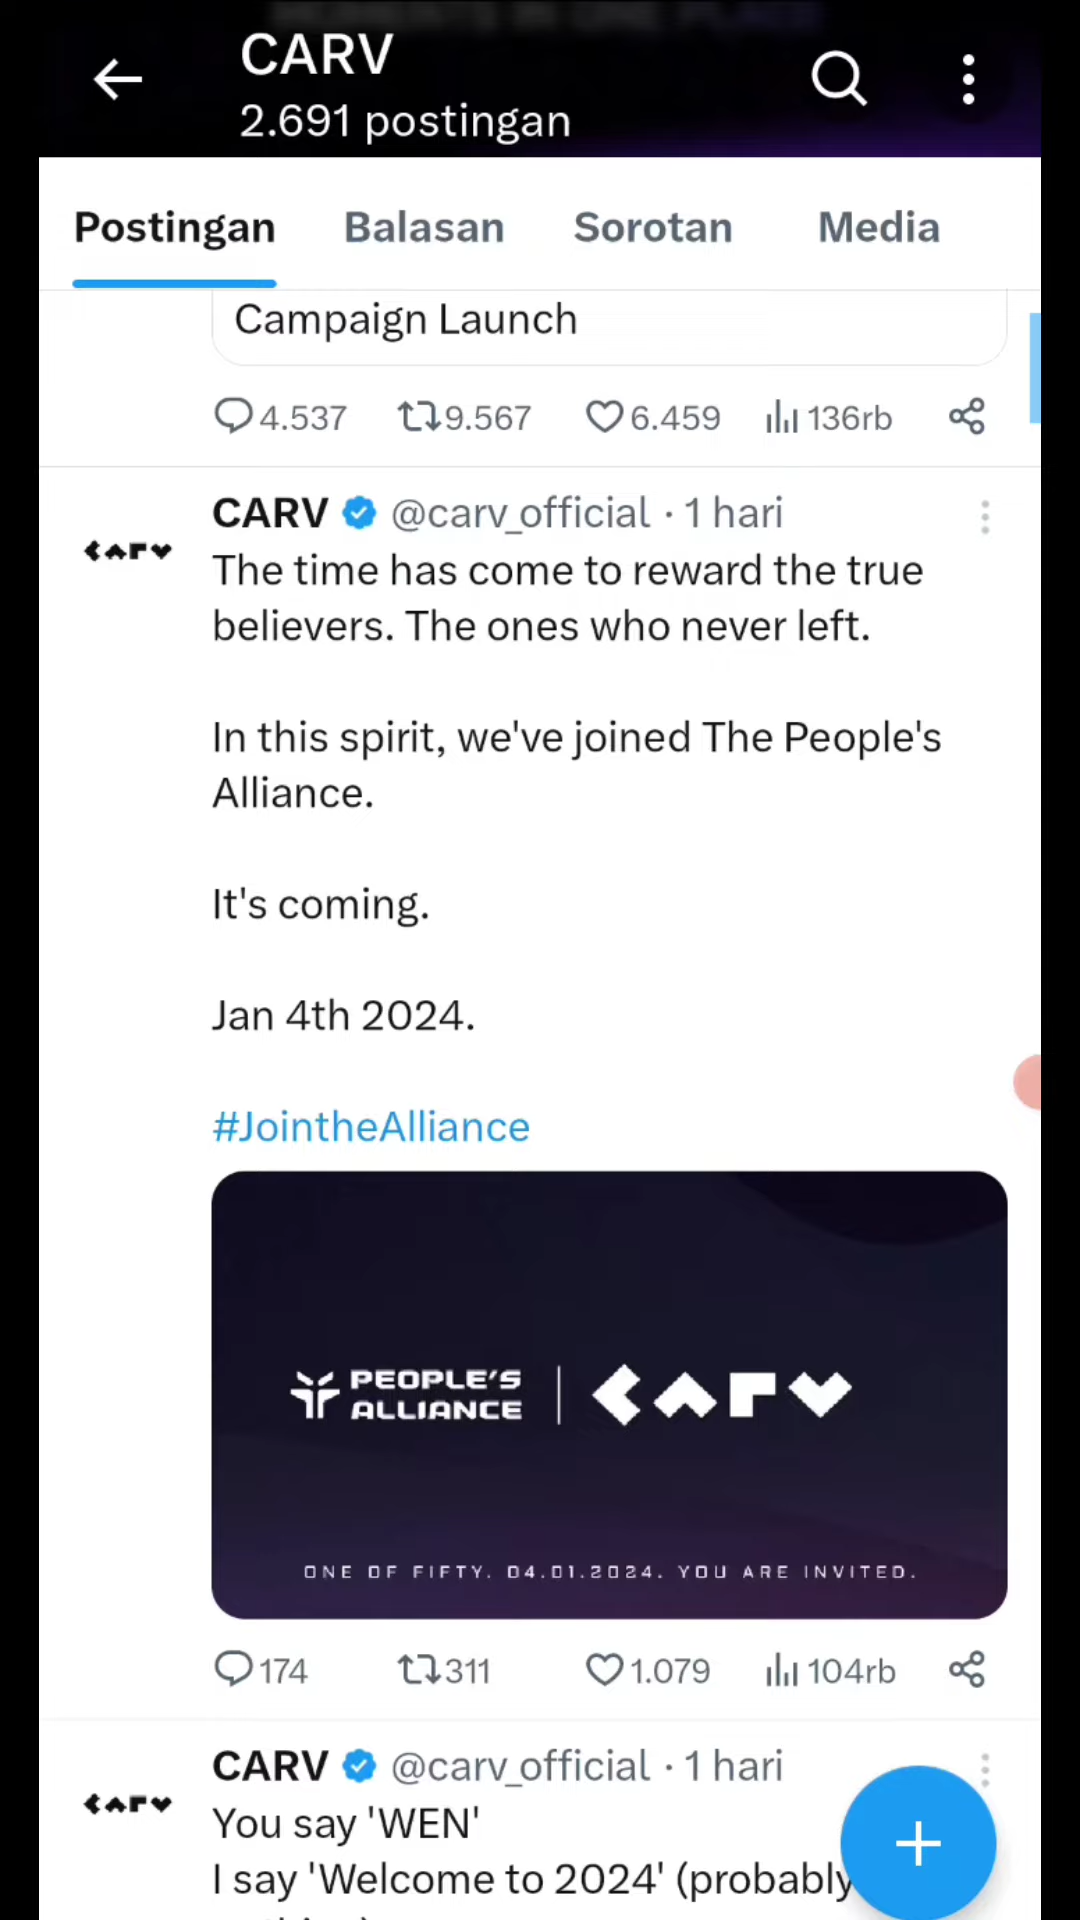 CARV
2.691 postingan
Postingan Balasan Sorotan Media
Campaign Launch
4.537 9.567 6.459 136rb
CARV @carv_official · 1 hari
The time has come to reward the true
believers. The ones who never left.
In this spirit, we've joined The People's
Alliance.
It's coming.
Jan 4th 2024.
#JointheAlliance
PEOPLE'S
ALLIANCE
CARV
ONE OF FIFTY. 04.01.2024. YOU ARE INVITED.
174 311 1.079 104rb
CARV @carv_official · 1 hari
You say 'WEN'
I say 'Welcome to 2024' (probably